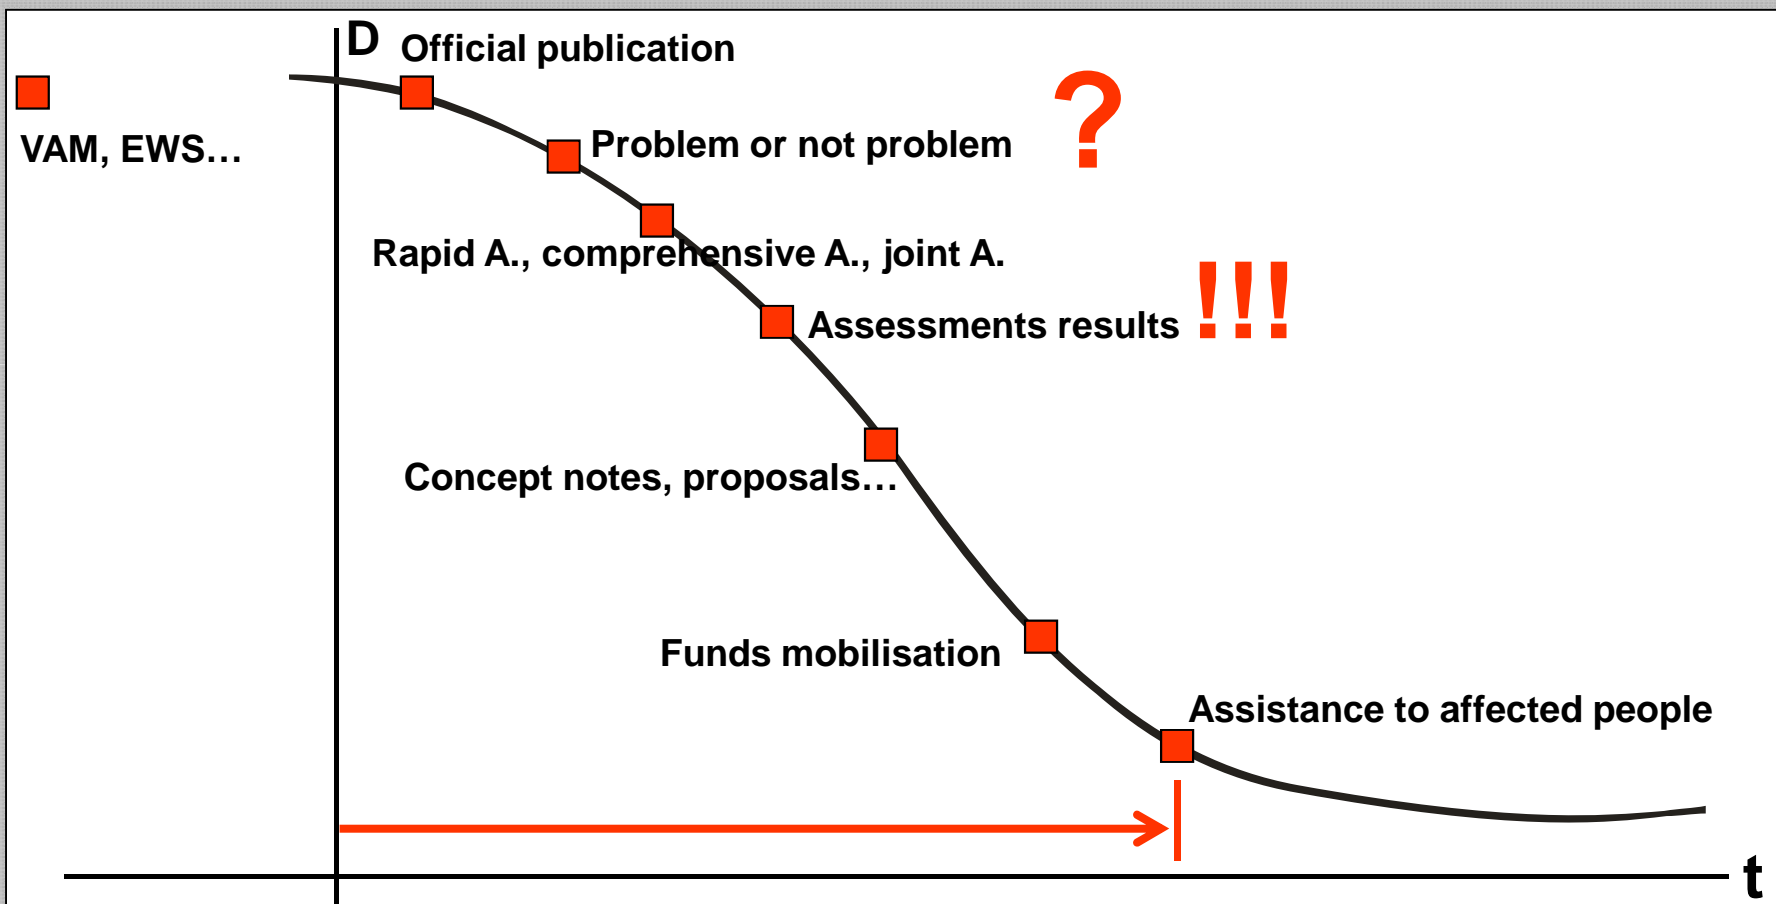 D
Official publication
VAM, EWS…
Problem or not problem
?
Rapid A., comprehensive A., joint A.
Assessments results
!!!
Concept notes, proposals…
Funds mobilisation
Assistance to affected people
t